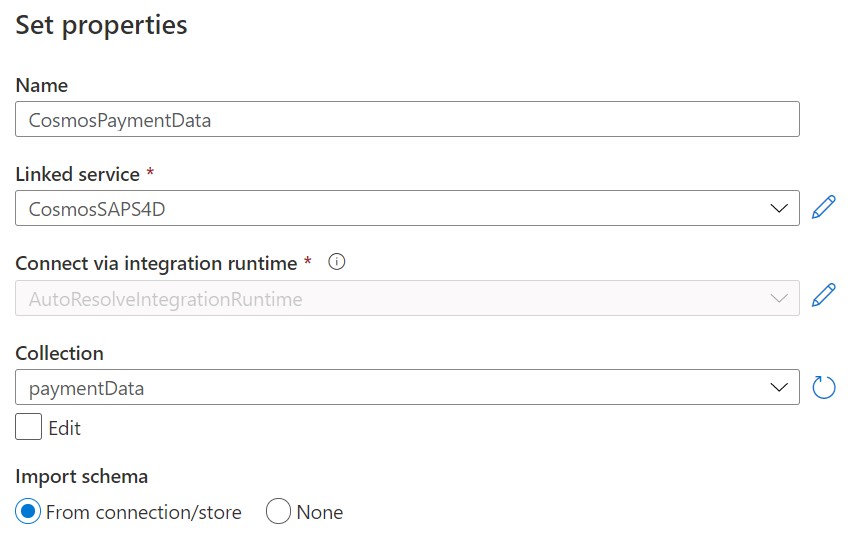 Set properties
Name
CosmosPaymentData
Linked service *
CosmosSAPS4D
Connect via integration runtime *
AutoResolveIntegrationRuntime
Collection
paymentData
Edit
Import schema
From connection/store None